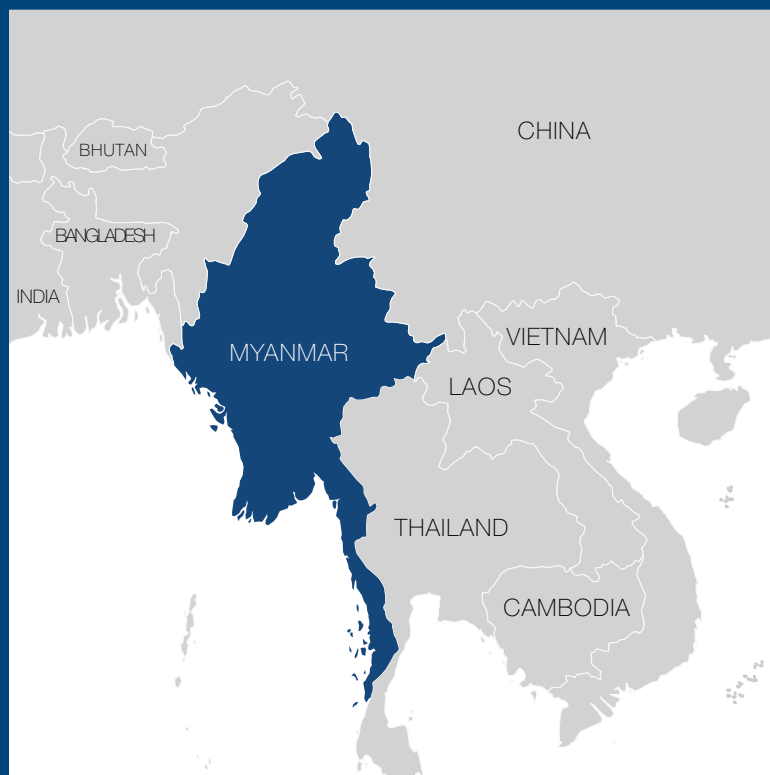 CHINA
BHUTAN
BANGLADESH
INDIA
VIETNAM
MYANMAR
LAOS
THAILAND
CAMBODIA